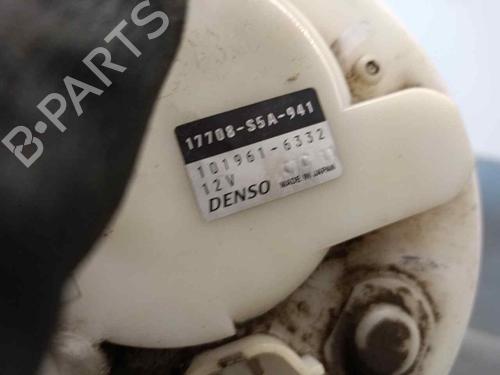 B-PARTS
17708-S5A-941
101961-6332
12V
DENSO MADE IN JAPAN